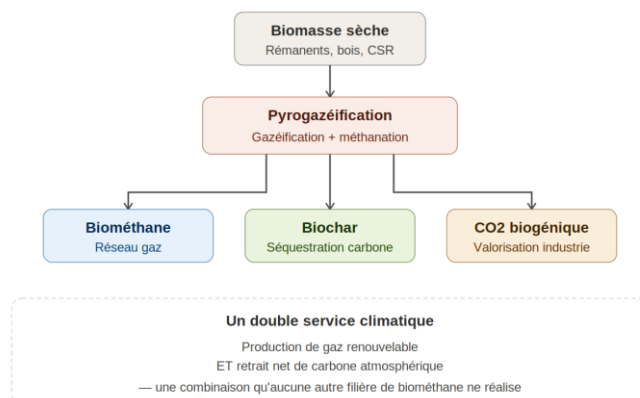 Biomasse sèche
Rémanents, bois, CSR
Pyrogazéification
Gazéification + méthanation
Biométhane
Réseau gaz
Biochar
Séquestration carbone
CO2 biogénique
Valorisation industrie
Un double service climatique
Production de gaz renouvelable
ET retrait net de carbone atmosphérique
— une combinaison qu'aucune autre filière de biométhane ne réalise